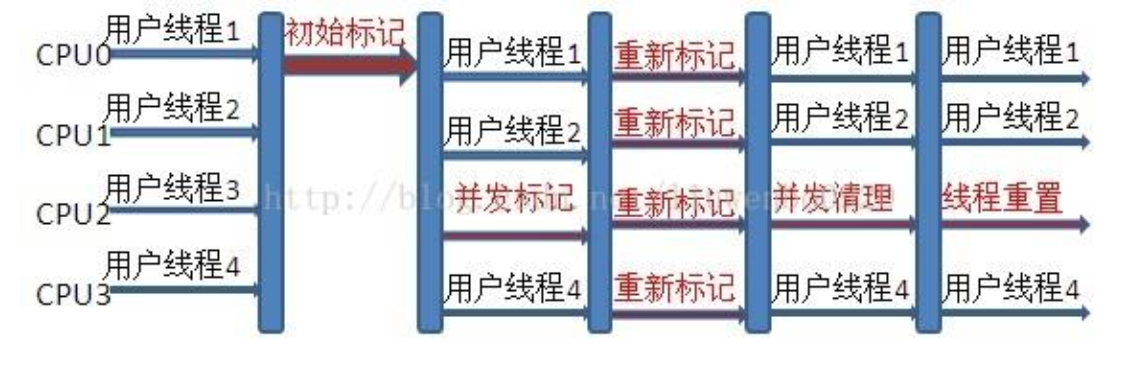 用户线程1 初始标记
CPU0 用户线程1 重新标记 用户线程1 用户线程1
用户线程2
CPU1 用户线程2 重新标记 用户线程2 用户线程2
用户线程3 并发标记 重新标记 并发清理 线程重置
CPU2
http://blog
用户线程4
CPU3 用户线程4 重新标记 用户线程4 用户线程4